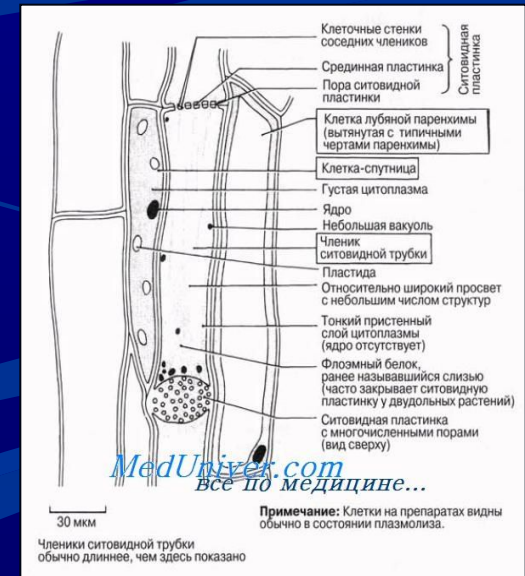 Клеточные стенки
соседних члеников
Срединная пластинка
Пора ситовидной
пластинки
Ситовидная
пластинка
Клетка лубяной паренхимы
(вытянутая с типичными
чертами паренхимы)
Клетка-спутница
Густая цитоплазма
Ядро
Небольшая вакуоль
Членик
ситовидной трубки
Пластида
Относительно широкий просвет
с небольшим числом структур
Тонкий пристенный
слой цитоплазмы
(ядро отсутствует)
Флоэмный белок,
ранее называвшийся слизью
(часто закрывает ситовидную
пластинку у двудольных растений)
Ситовидная пластинка
с многочисленными порами
(вид сверху)
MedUniver.com
все по медицине...
30 мкм
Примечание: Клетки на препаратах видны
обычно в состоянии плазмолиза.
Членики ситовидной трубки
обычно длиннее, чем здесь показано